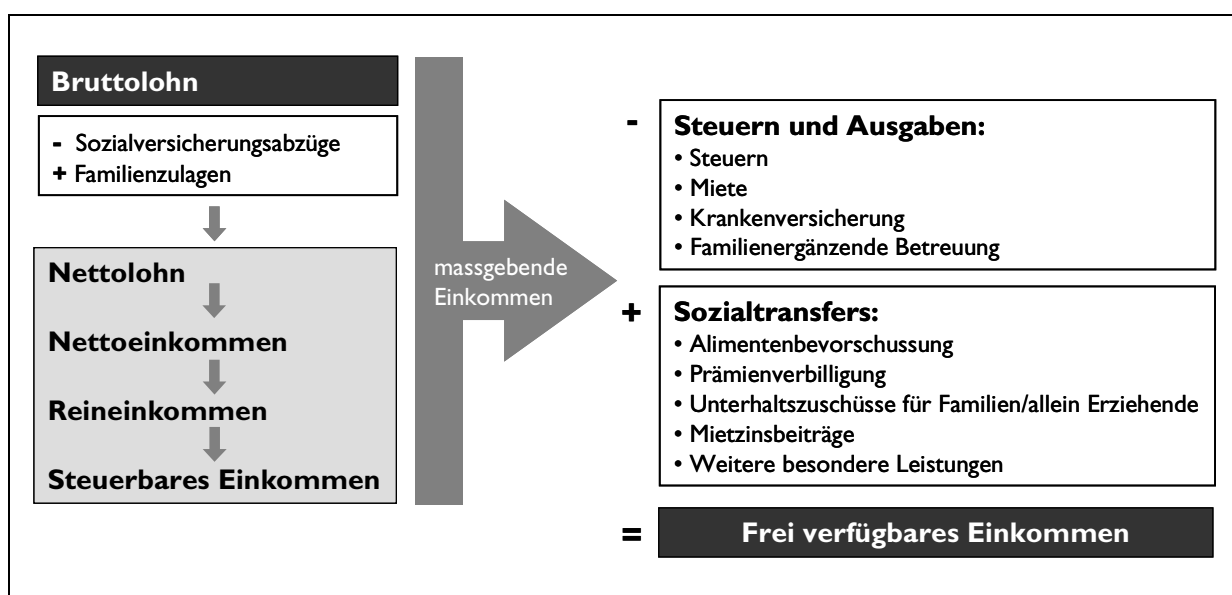 Bruttolohn
- Sozialversicherungsabzüge
+ Familienzulagen
Nettolohn
Nettoeinkommen
Reineinkommen
Steuerbares Einkommen
massgebende
Einkommen
- Steuern und Ausgaben:
• Steuern
• Miete
• Krankenversicherung
• Familienergänzende Betreuung
+ Sozialtransfers:
• Alimentenbevorschussung
• Prämienverbilligung
• Unterhaltszuschüsse für Familien/allein Erziehende
• Mietzinsbeiträge
• Weitere besondere Leistungen
= Frei verfügbares Einkommen